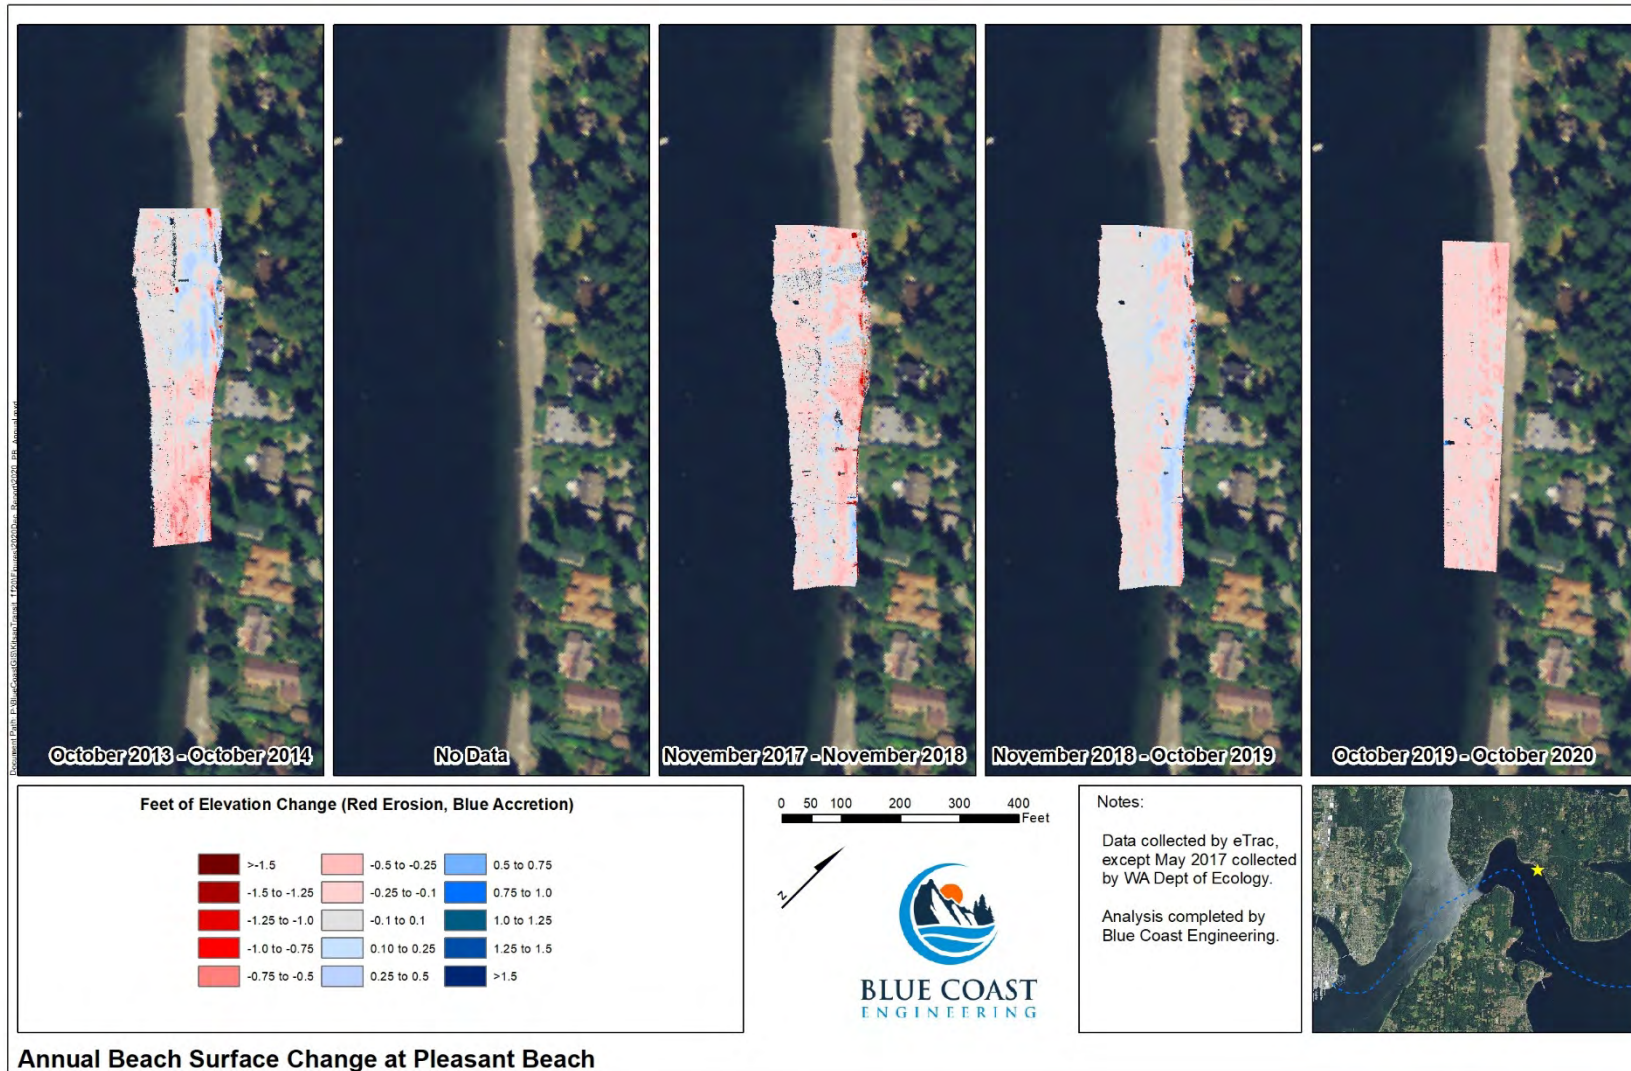 October 2013 - October 2014
No Data
November 2017 - November 2018
November 2018 - October 2019
October 2019 - October 2020
Feet of Elevation Change (Red Erosion, Blue Accretion)
>-1.5
-1.5 to -1.25
-1.25 to -1.0
-1.0 to -0.75
-0.75 to -0.5
-0.5 to -0.25
-0.25 to -0.1
-0.1 to 0.1
0.10 to 0.25
0.25 to 0.5
0.5 to 0.75
0.75 to 1.0
1.0 to 1.25
1.25 to 1.5
>1.5
0 50 100 200 300 400
Feet
N
BLUE COAST
ENGINEERING
Notes:
Data collected by eTrac,
except May 2017 collected
by WA Dept of Ecology.
Analysis completed by
Blue Coast Engineering.
Annual Beach Surface Change at Pleasant Beach